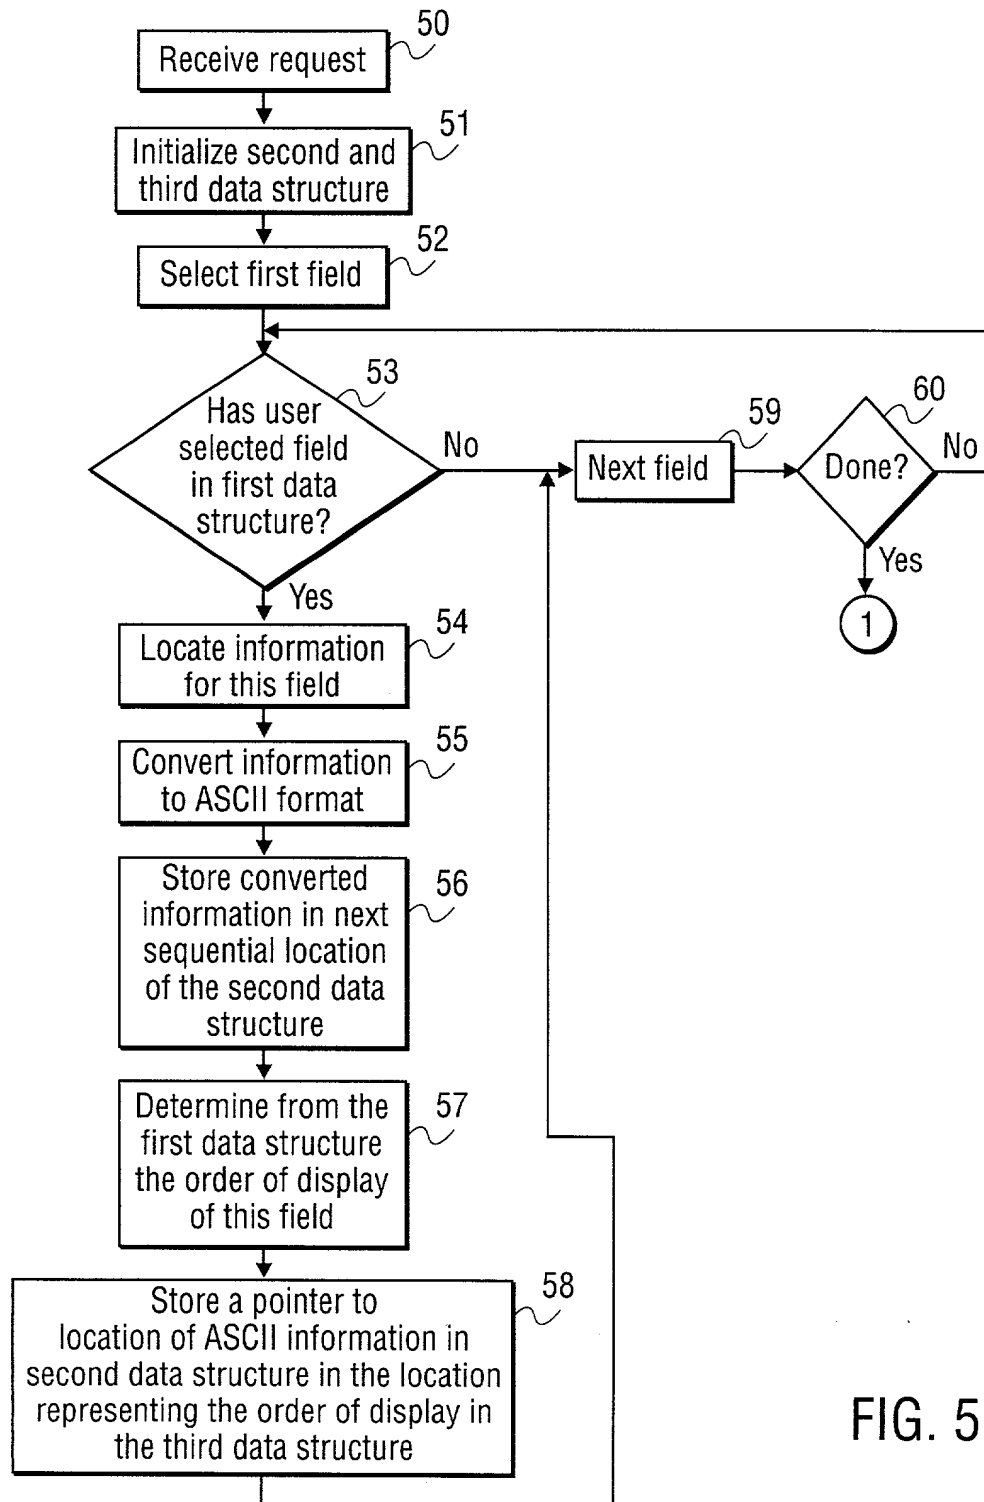 50
Receive request
51
Initialize second and
third data structure
52
Select first field
53
Has user
selected field
in first data
structure?
No
59
Next field
60
Done?
No
Yes
1
Yes
54
Locate information
for this field
55
Convert information
to ASCII format
56
Store converted
information in next
sequential location
of the second data
structure
57
Determine from the
first data structure
the order of display
of this field
58
Store a pointer to
location of ASCII information in
second data structure in the location
representing the order of display in
the third data structure
FIG. 5